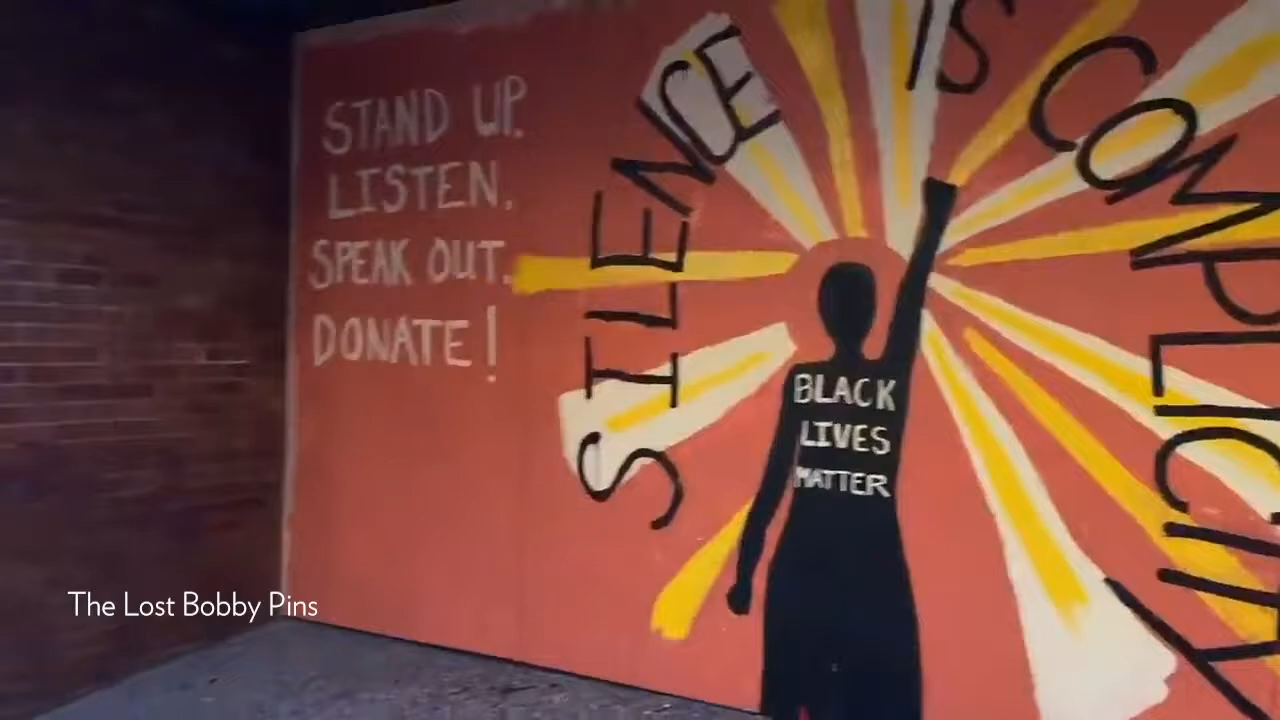 STAND UP.
LISTEN.
SPEAK OUT.
DONATE!
SILENCE IS COMPLICITY
BLACK
LIVES
MATTER
The Lost Bobby Pins